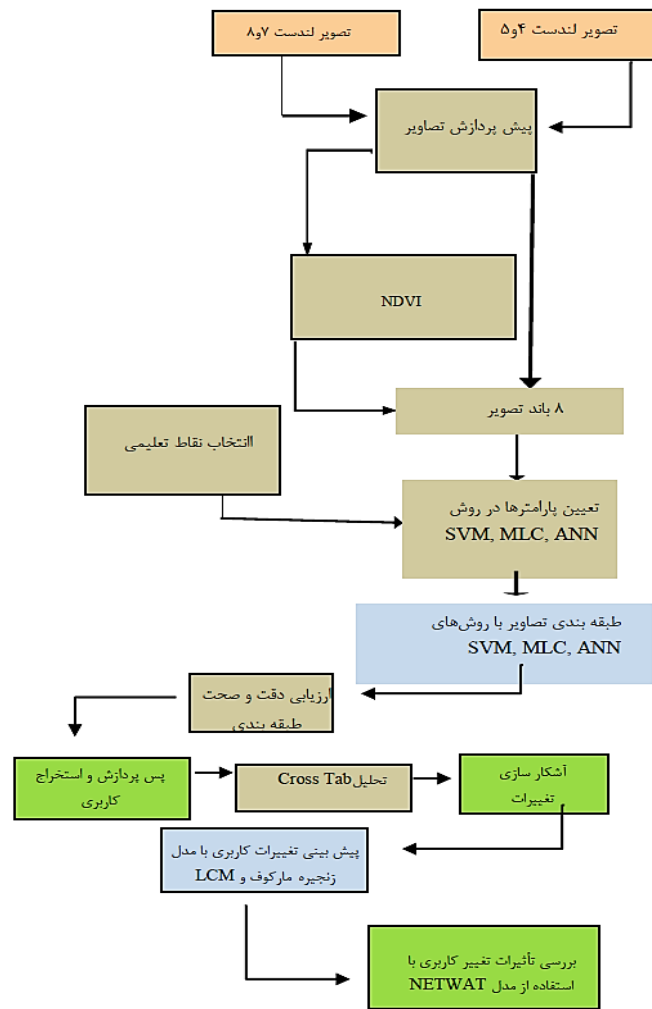 تصویر لندست ۴و۵
تصویر لندست ۷و۸
پیش پردازش تصاویر
NDVI
۸ باند تصویر
اانتخاب نقاط تعلیمی
تعیین پارامترها در روش
SVM, MLC, ANN
طبقه بندی تصاویر با روش‌های
SVM, MLC, ANN
ارزیابی دقت و صحت
طبقه بندی
پس پردازش و استخراج
کاربری
تحلیل Cross Tab
آشکار سازی
تغییرات
پیش بینی تغییرات کاربری با مدل
زنجیره مارکوف و LCM
بررسی تأثیرات تغییر کاربری با
استفاده از مدل NETWAT